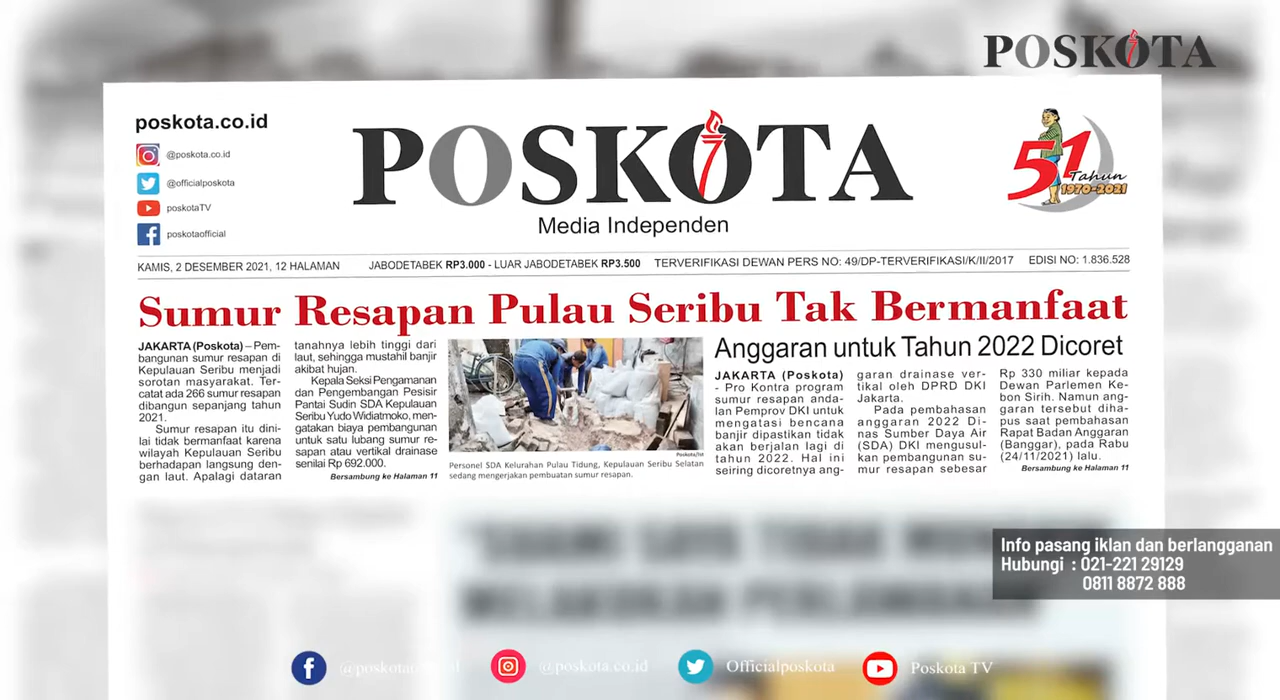 POSKOTA
poskota.co.id
@poskota.co.id
@officialposkota
poskotaTV
poskotaofficial
POSKOTA
Media Independen
51
Tahun
1970-2021
KAMIS, 2 DESEMBER 2021, 12 HALAMAN
JABODETABEK RP3.000 - LUAR JABODETABEK RP3.500
TERVERIFIKASI DEWAN PERS NO: 49/DP-TERVERIFIKASI/K/II/2017
EDISI NO: 1.836.528
Sumur Resapan Pulau Seribu Tak Bermanfaat
JAKARTA (Poskota) – Pem-
bangunan sumur resapan di
Kepulauan Seribu menjadi
sorotan masyarakat. Ter-
catat ada 266 sumur resapan
dibangun sepanjang tahun
2021.
Sumur resapan itu dini-
lai tidak bermanfaat karena
wilayah Kepulauan Seribu
berhadapan langsung den-
gan laut. Apalagi dataran
tanahnya lebih tinggi dari
laut, sehingga mustahil banjir
akibat hujan.
Kepala Seksi Pengamanan
dan Pengembangan Pesisir
Pantai Sudin SDA Kepulauan
Seribu Yudo Widiatmoko, men-
gatakan biaya pembangunan
untuk satu lubang sumur re-
sapan atau vertikal drainase
senilai Rp 692.000.
Bersambung ke Halaman 11
Poskota/Ist
Personel SDA Kelurahan Pulau Tidung, Kepulauan Seribu Selatan
sedang mengerjakan pembuatan sumur resapan.
Anggaran untuk Tahun 2022 Dicoret
JAKARTA (Poskota)
- Pro Kontra program
sumur resapan anda-
lan Pemprov DKI untuk
mengatasi bencana
banjir dipastikan tidak
akan berjalan lagi di
tahun 2022. Hal ini
seiring dicoretnya ang-
garan drainase ver-
tikal oleh DPRD DKI
Jakarta.
Pada pembahasan
anggaran 2022 Di-
nas Sumber Daya Air
(SDA) DKI mengusul-
kan pembangunan su-
mur resapan sebesar
Rp 330 miliar kepada
Dewan Parlemen Ke-
bon Sirih. Namun ang-
garan tersebut diha-
pus saat pembahasan
Rapat Badan Anggaran
(Banggar), pada Rabu
(24/11/2021) lalu.
Bersambung ke Halaman 11
Info pasang iklan dan berlangganan
Hubungi : 021-221 29129
0811 8872 888
@poskota.co.id
Officialposkota
Poskota TV